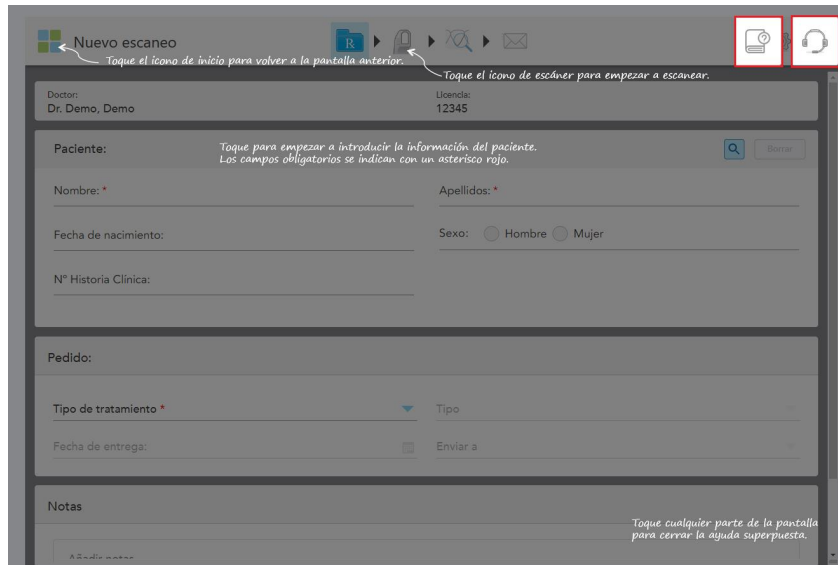 Nuevo escaneo
R
Toque el icono de inicio para volver a la pantalla anterior.
Toque el icono de escáner para empezar a escanear.
Doctor:
Dr. Demo, Demo
Licencia:
12345
Paciente:
Toque para empezar a introducir la información del paciente.
Los campos obligatorios se indican con un asterisco rojo.
Borrar
Nombre: *
Apellidos: *
Fecha de nacimiento:
Sexo: Hombre Mujer
Nº Historia Clínica:
Pedido:
Tipo de tratamiento *
Tipo
Fecha de entrega:
Enviar a
Notas
Toque cualquier parte de la pantalla
para cerrar la ayuda superpuesta.
Añadir notas